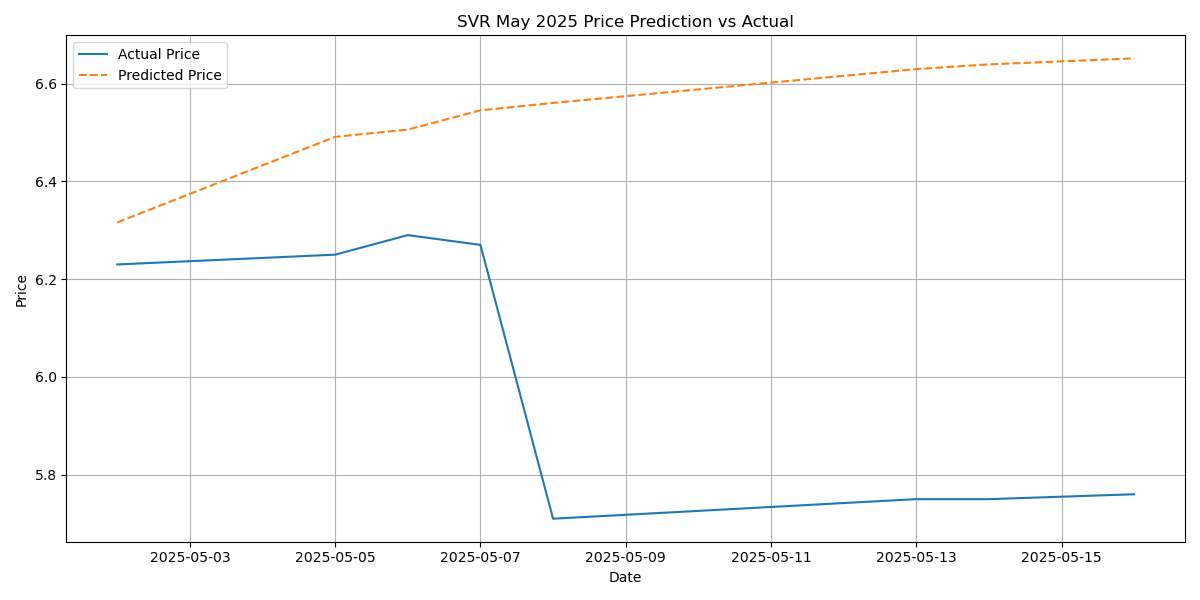 SVR May 2025 Price Prediction vs Actual
Actual Price
Predicted Price
6.6
6.4
6.2
6.0
5.8
Price
2025-05-03 2025-05-05 2025-05-07 2025-05-09 2025-05-11 2025-05-13 2025-05-15
Date